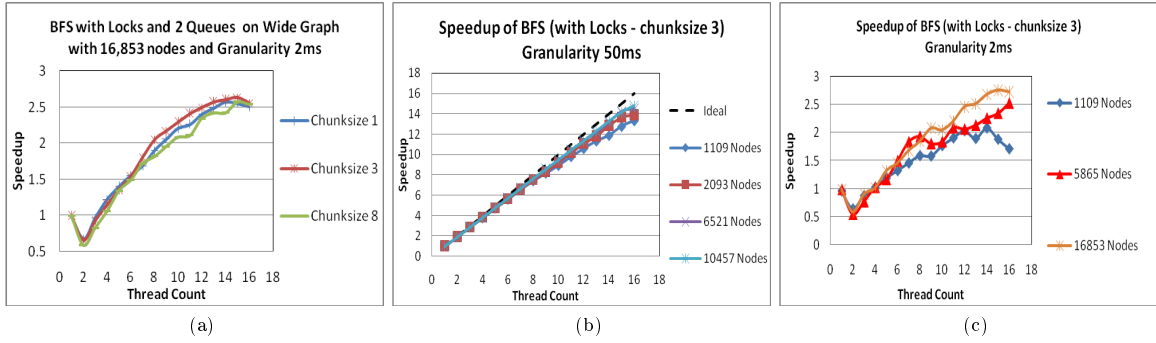 BFS with Locks and 2 Queues on Wide Graph
with 16,853 nodes and Granularity 2ms
3
2.5
2
1.5
1
0.5
0 2 4 6 8 10 12 14 16 18
Speedup
Thread Count
Chunksize 1
Chunksize 3
Chunksize 8
(a)
Speedup of BFS (with Locks - chunksize 3)
Granularity 50ms
18
16
14
12
10
8
6
4
2
0
0 2 4 6 8 10 12 14 16 18
Speedup
Thread Count
Ideal
1109 Nodes
2093 Nodes
6521 Nodes
10457 Nodes
(b)
Speedup of BFS (with Locks - chunksize 3)
Granularity 2ms
3
2.5
2
1.5
1
0.5
0
0 2 4 6 8 10 12 14 16 18
Speedup
Thread Count
1109 Nodes
5865 Nodes
16853 Nodes
(c)